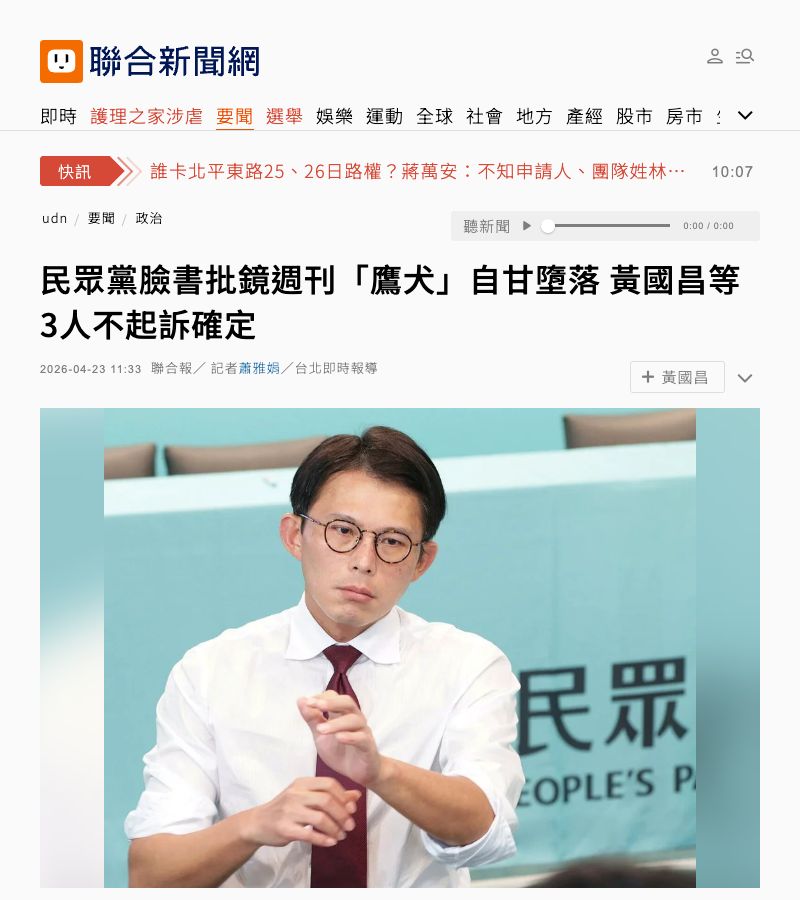 聯合新聞網
即時 護理之家涉虐 要聞 選舉 娛樂 運動 全球 社會 地方 產經 股市 房市
快訊 誰卡北平東路25、26日路權？蔣萬安：不知申請人、團隊姓林… 10:07
udn / 要聞 / 政治
聽新聞 0:00 / 0:00
民眾黨臉書批鏡週刊「鷹犬」自甘墮落 黃國昌等
3人不起訴確定
2026-04-23 11:33 聯合報／ 記者蕭雅娟／台北即時報導
+ 黃國昌
民眾
EOPLE'S PA